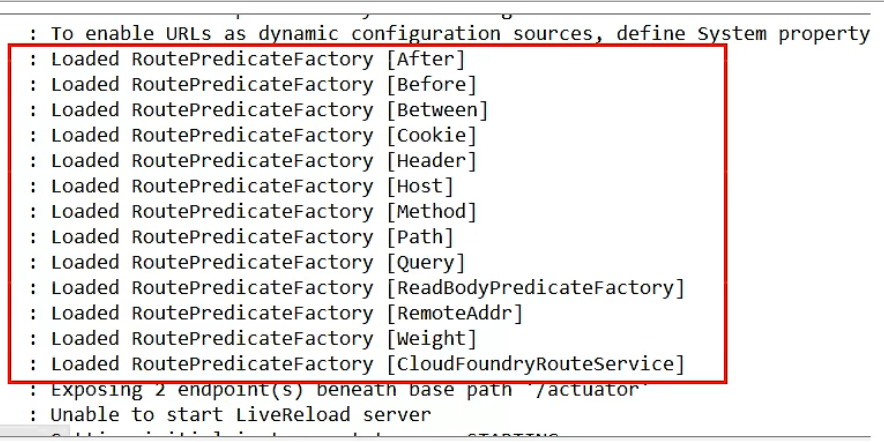 : To enable URLs as dynamic configuration sources, define System property
: Loaded RoutePredicateFactory [After]
: Loaded RoutePredicateFactory [Before]
: Loaded RoutePredicateFactory [Between]
: Loaded RoutePredicateFactory [Cookie]
: Loaded RoutePredicateFactory [Header]
: Loaded RoutePredicateFactory [Host]
: Loaded RoutePredicateFactory [Method]
: Loaded RoutePredicateFactory [Path]
: Loaded RoutePredicateFactory [Query]
: Loaded RoutePredicateFactory [ReadBodyPredicateFactory]
: Loaded RoutePredicateFactory [RemoteAddr]
: Loaded RoutePredicateFactory [Weight]
: Loaded RoutePredicateFactory [CloudFoundryRouteService]
: Exposing 2 endpoint(s) beneath base path '/actuator'
: Unable to start LiveReload server